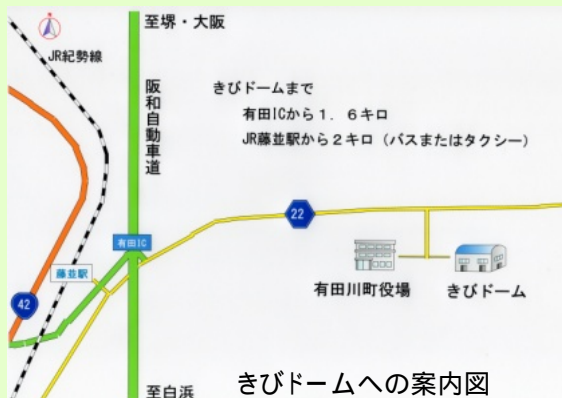 至堺・大阪
JR紀勢線
阪和自動車道
きびドームまで
有田ICから1．6キロ
JR藤並駅から2キロ（バスまたはタクシー）
22
有田IC
藤並駅
42
有田川町役場
きびドーム
至白浜
きびドームへの案内図